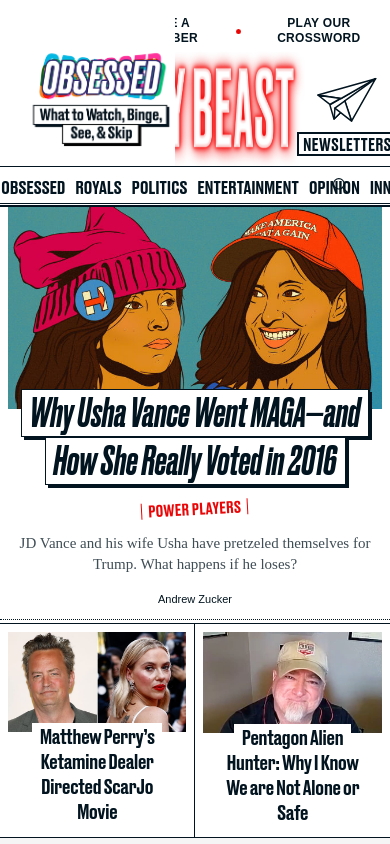 E A
BER
PLAY OUR
CROSSWORD
OBSESSED
What to Watch, Binge,
See, & Skip
Y BEAST
NEWSLETTERS
OBSESSED ROYALS POLITICS ENTERTAINMENT OPINION INN
MAKE AMERICA
GREAT AGAIN
H
Why Usha Vance Went MAGA—and
How She Really Voted in 2016
POWER PLAYERS
JD Vance and his wife Usha have pretzeled themselves for
Trump. What happens if he loses?
Andrew Zucker
Matthew Perry’s
Ketamine Dealer
Directed ScarJo
Movie
Pentagon Alien
Hunter: Why I Know
We are Not Alone or
Safe